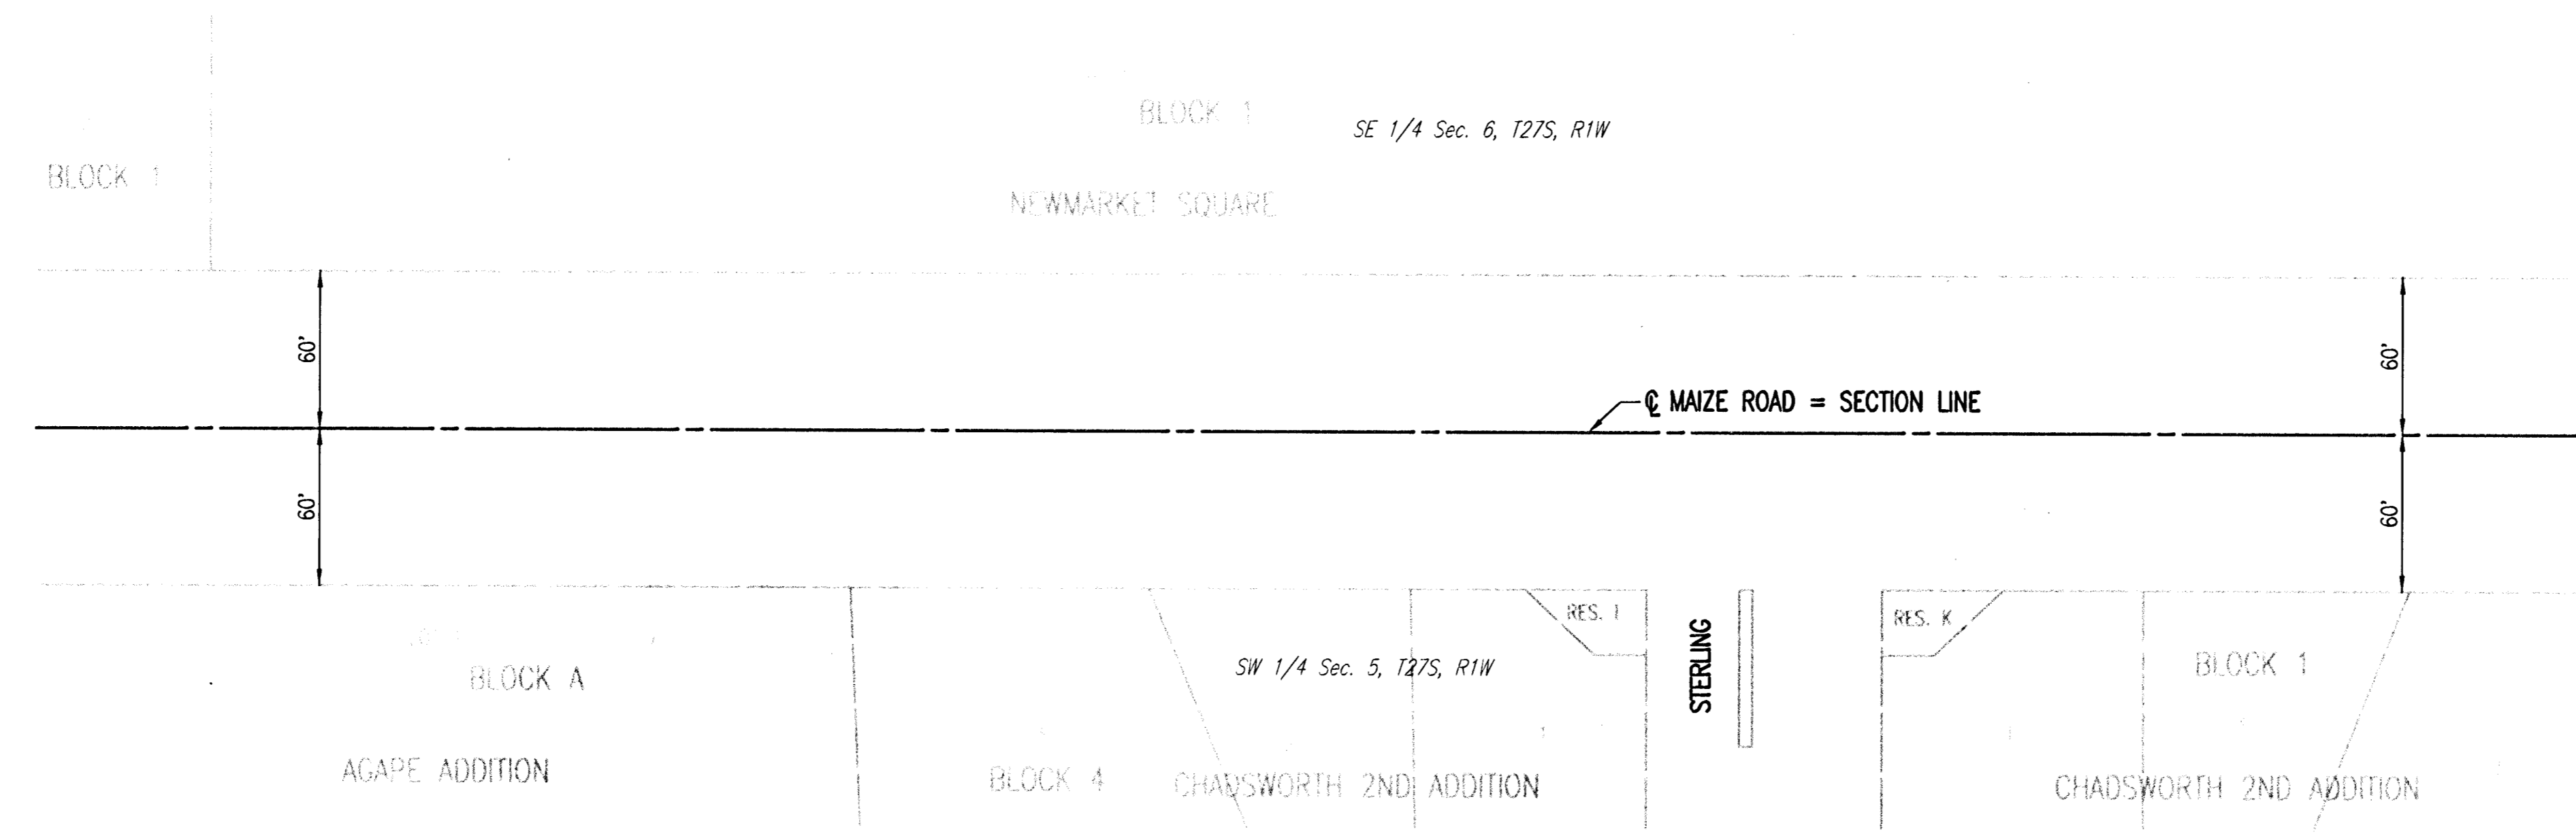 BLOCK 1
SE 1/4 Sec. 6, T27S, R1W
BLOCK 1
NEWMARKET SQUARE
60'
60'
℄ MAIZE ROAD = SECTION LINE
60'
60'
RES. I
RES. K
STERLING
BLOCK A
SW 1/4 Sec. 5, T27S, R1W
BLOCK 1
AGAPE ADDITION
BLOCK 4
CHADSWORTH 2ND ADDITION
CHADSWORTH 2ND ADDITION